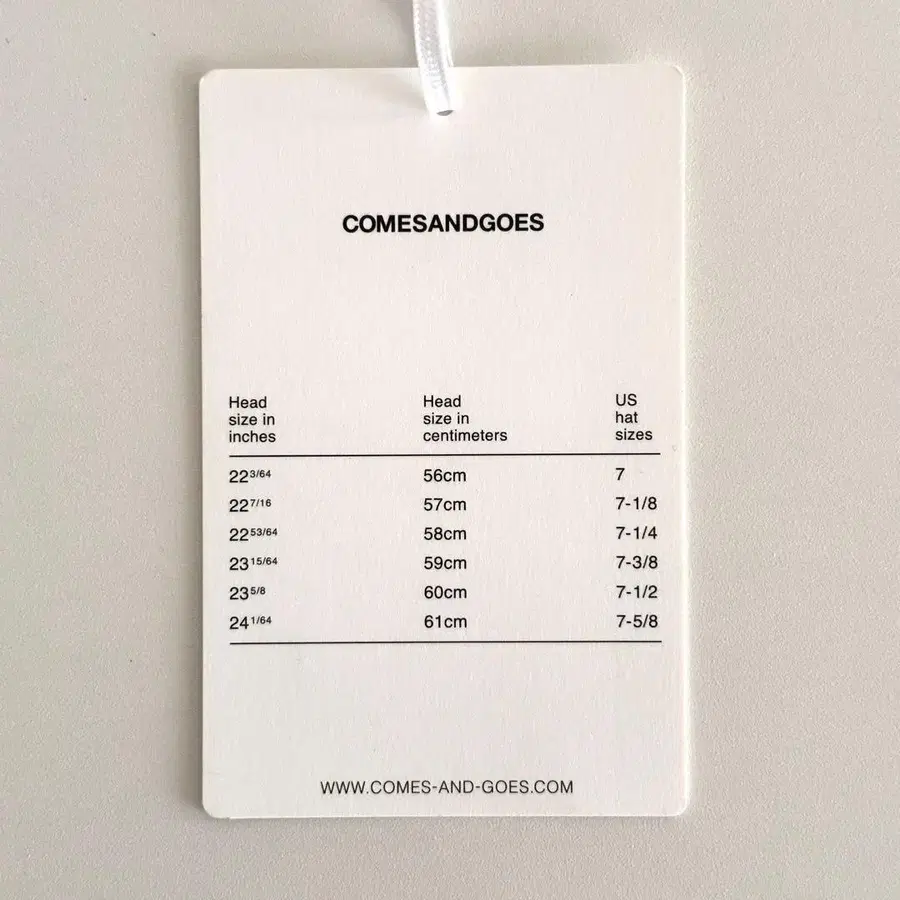 COMESANDGOES
Head size in inches Head size in centimeters US hat sizes
22 3/64 56cm 7
22 7/16 57cm 7-1/8
22 53/64 58cm 7-1/4
23 15/64 59cm 7-3/8
23 5/8 60cm 7-1/2
24 1/64 61cm 7-5/8
WWW.COMES-AND-GOES.COM